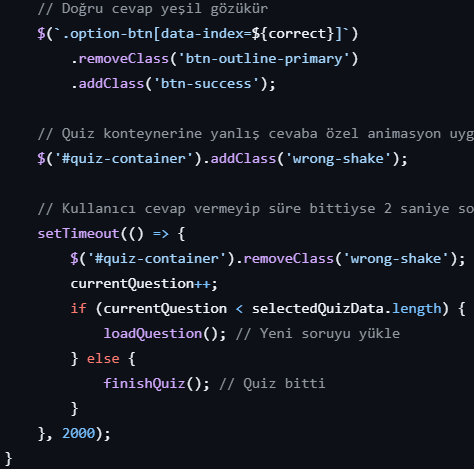 // Doğru cevap yeşil gözükür
$(`.option-btn[data-index=${correct}]`)
.removeClass('btn-outline-primary')
.addClass('btn-success');
// Quiz konteynerine yanlış cevaba özel animasyon uyg
$('#quiz-container').addClass('wrong-shake');
// Kullanıcı cevap vermeyip süre bittiyse 2 saniye so
setTimeout(() => {
$('#quiz-container').removeClass('wrong-shake');
currentQuestion++;
if (currentQuestion < selectedQuizData.length) {
loadQuestion(); // Yeni soruyu yükle
} else {
finishQuiz(); // Quiz bitti
}
}, 2000);
}